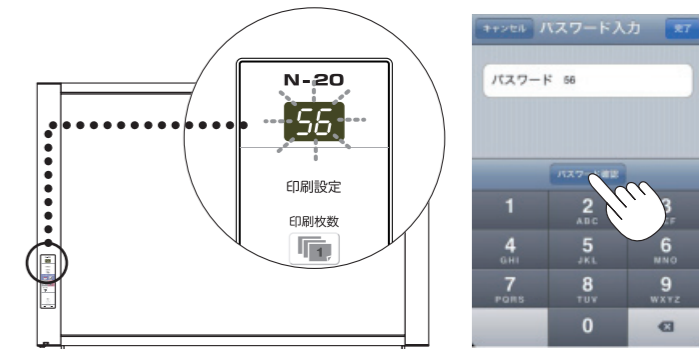 N-20
56
印刷設定
印刷枚数
1
キャンセル パスワード入力 完了
パスワード 56
パスワード確認
1 2 3
ABC
4 5 6
GHI JKL MNO
7 8 9
PQRS TUV WXYZ
0